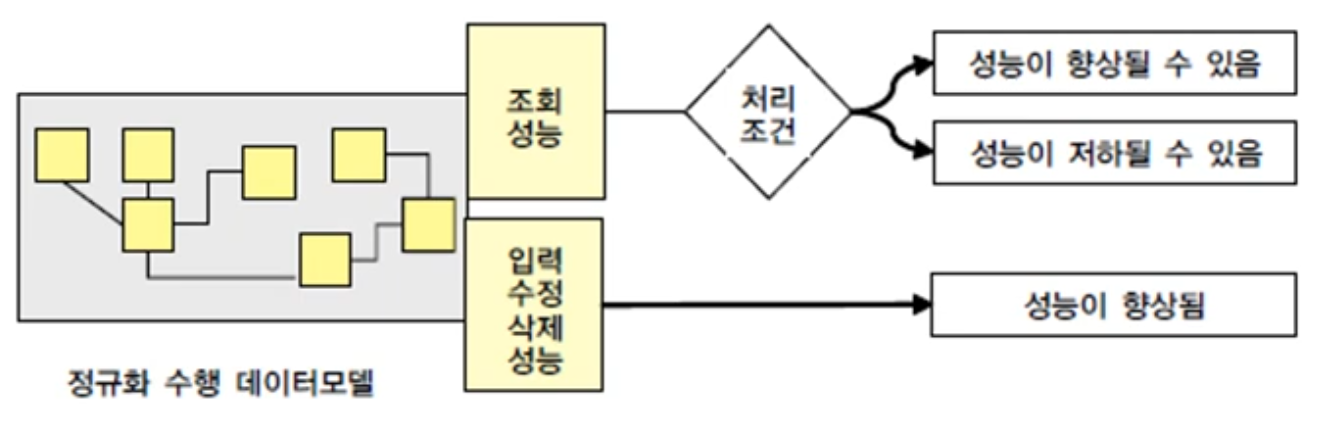 조회
성능
처리
조건
성능이 향상될 수 있음
성능이 저하될 수 있음
입력
수정
삭제
성능
성능이 향상됨
정규화 수행 데이터모델